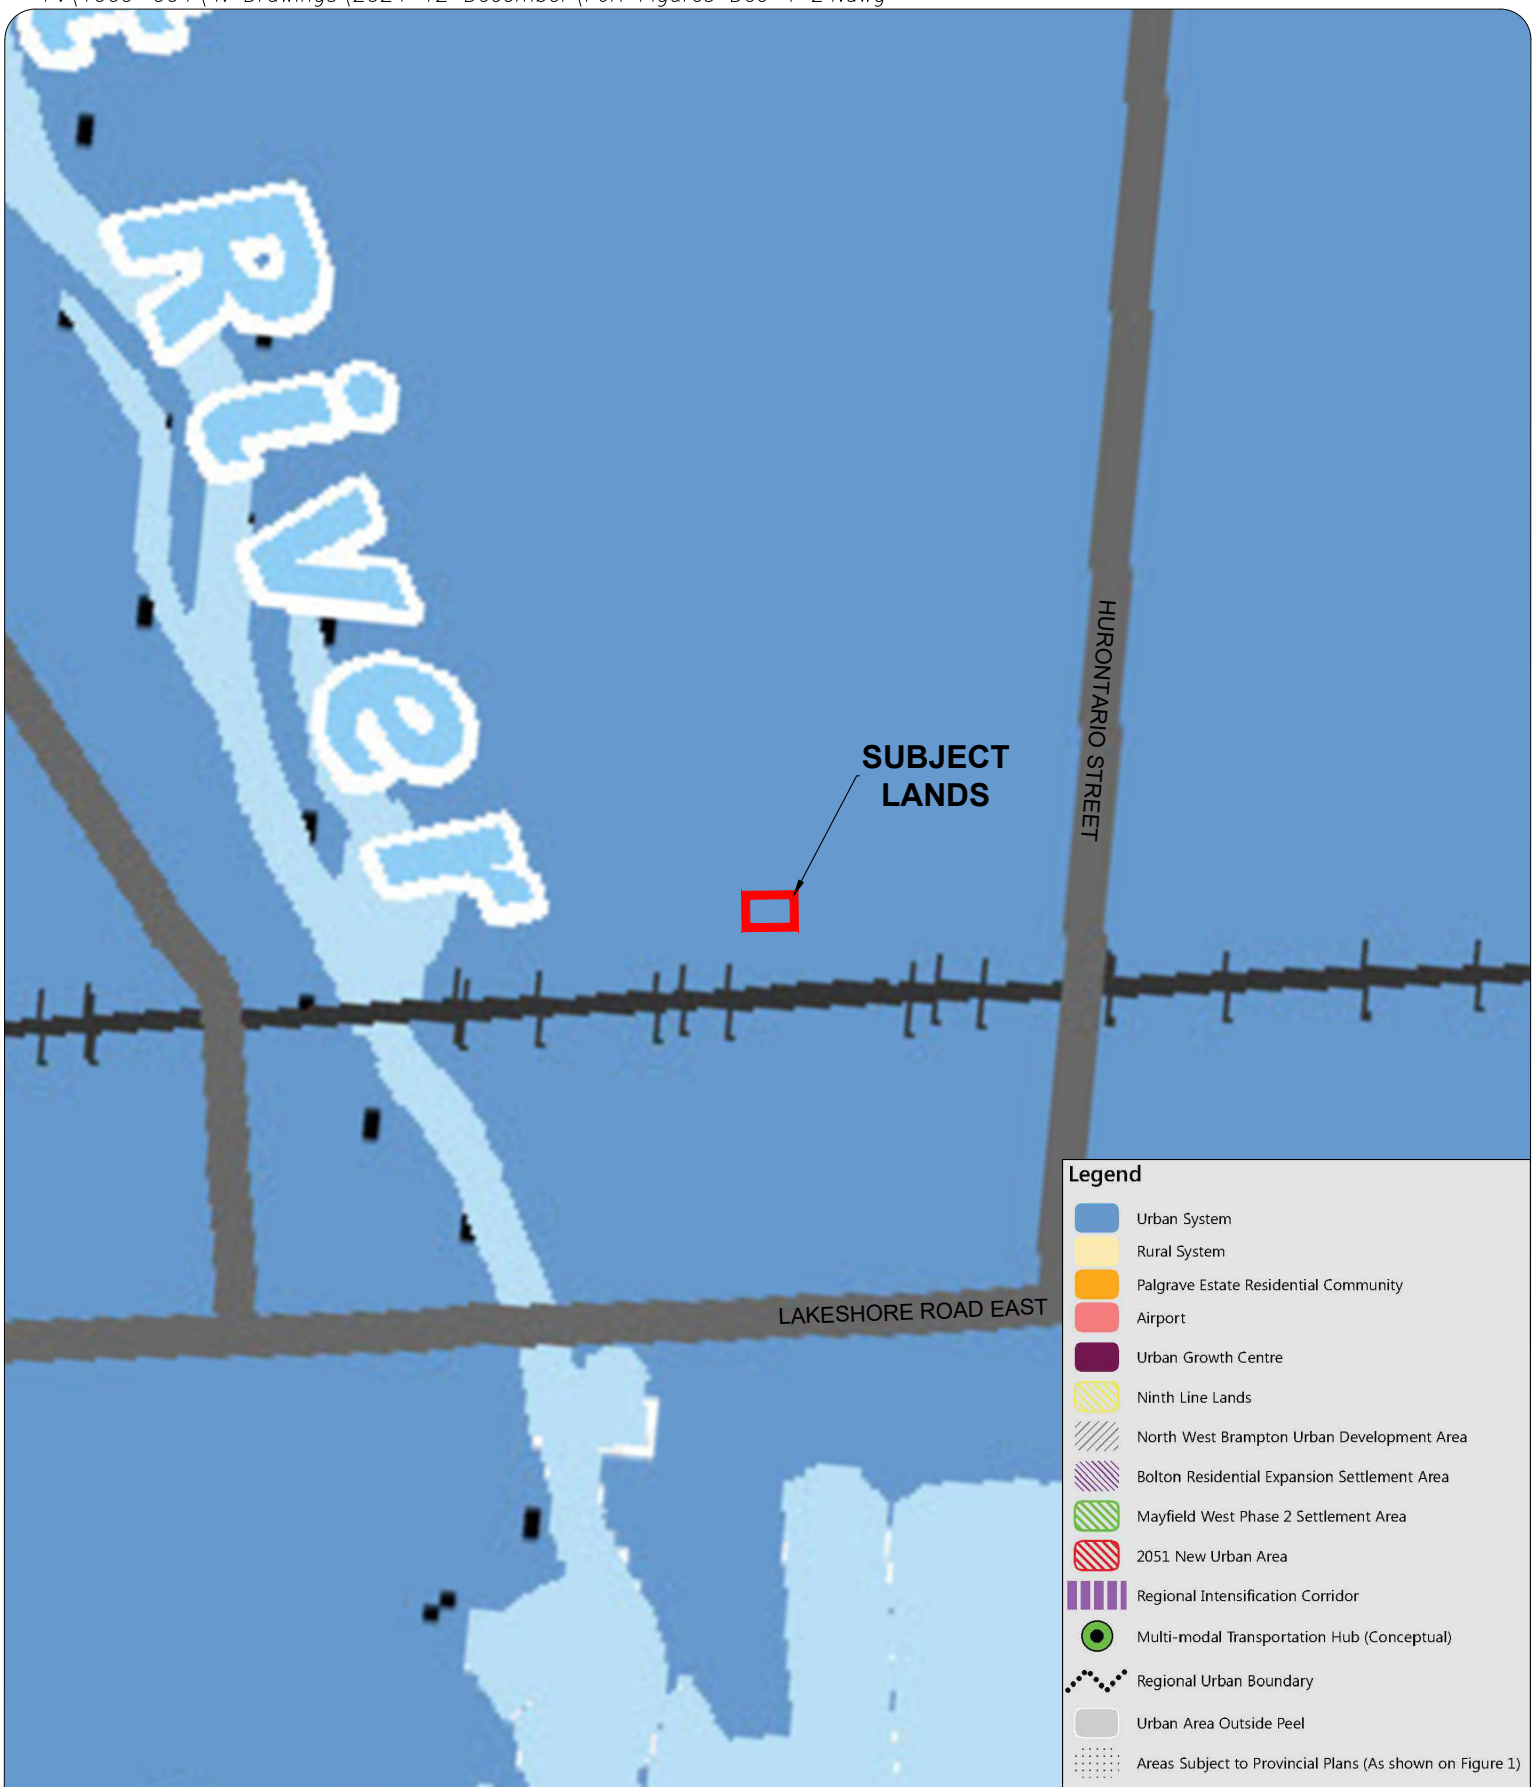 River
SUBJECT
LANDS
HURONTARIO STREET
LAKESHORE ROAD EAST
Legend
Urban System
Rural System
Palgrave Estate Residential Community
Airport
Urban Growth Centre
Ninth Line Lands
North West Brampton Urban Development Area
Bolton Residential Expansion Settlement Area
Mayfield West Phase 2 Settlement Area
2051 New Urban Area
Regional Intensification Corridor
Multi-modal Transportation Hub (Conceptual)
Regional Urban Boundary
Urban Area Outside Peel
Areas Subject to Provincial Plans (As shown on Figure 1)